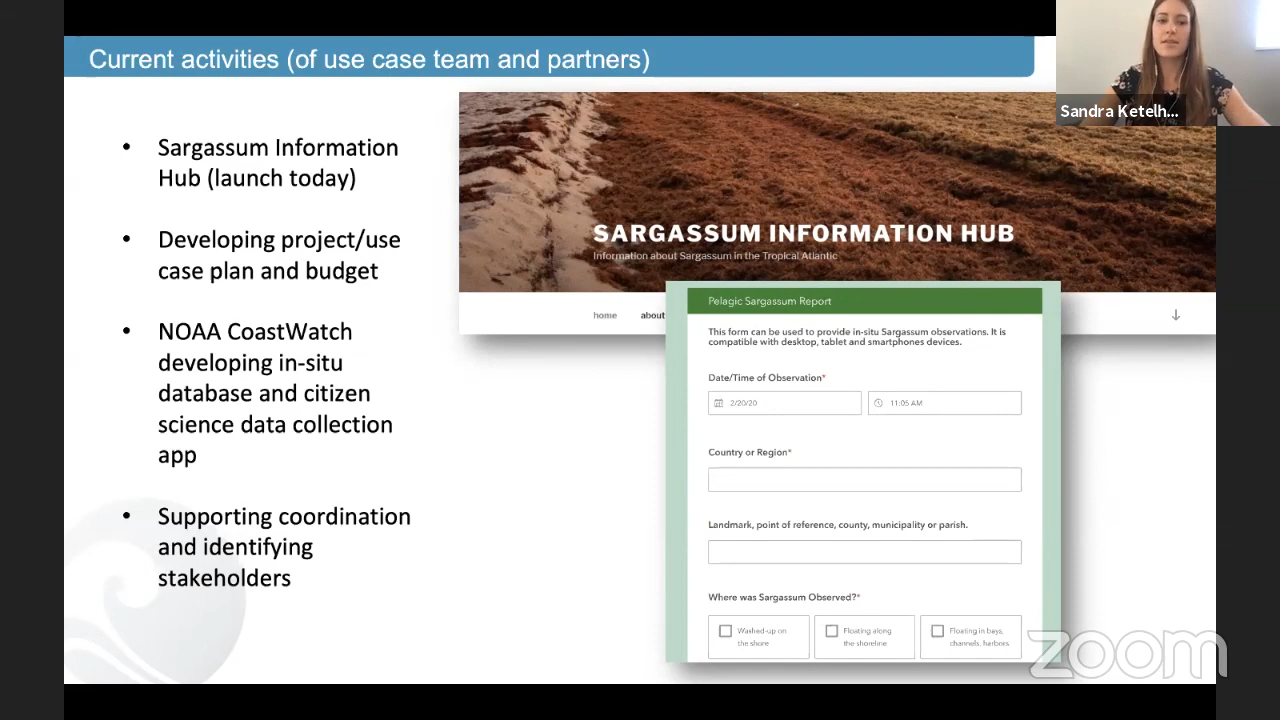 Current activities (of use case team and partners)
Sandra Ketelh...
• Sargassum Information
Hub (launch today)
• Developing project/use
case plan and budget
• NOAA CoastWatch
developing in-situ
database and citizen
science data collection
app
• Supporting coordination
and identifying
stakeholders
SARGASSUM INFORMATION HUB
Information about Sargassum in the Tropical Atlantic
home about
Pelagic Sargassum Report
This form can be used to provide in-situ Sargassum observations. It is
compatible with desktop, tablet and smartphones devices.
Date/Time of Observation*
2/20/20 11:05 AM
Country or Region*
Landmark, point of reference, county, municipality or parish.
Where was Sargassum Observed?*
Washed-up on
the shore
Floating along
the shoreline
Floating in bays,
channels, harbors
zoom